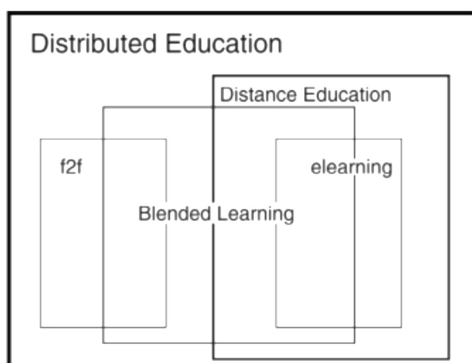 Distributed Education
Distance Education
f2f
elearning
Blended Learning